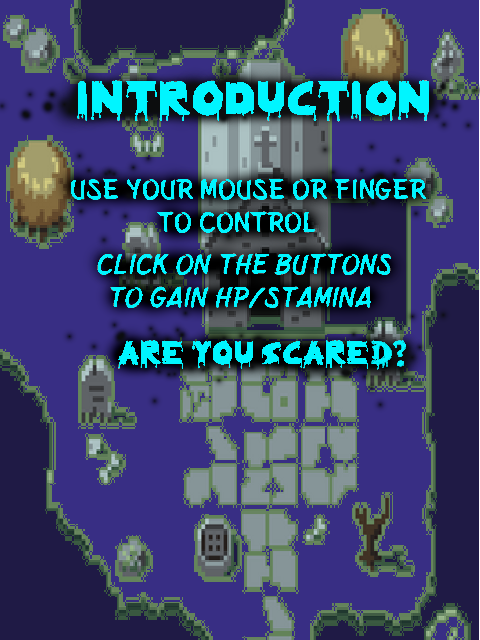 INTRODUCTION
USE YOUR MOUSE OR FINGER
TO CONTROL
CLICK ON THE BUTTONS
TO GAIN HP/STAMINA
ARE YOU SCARED?